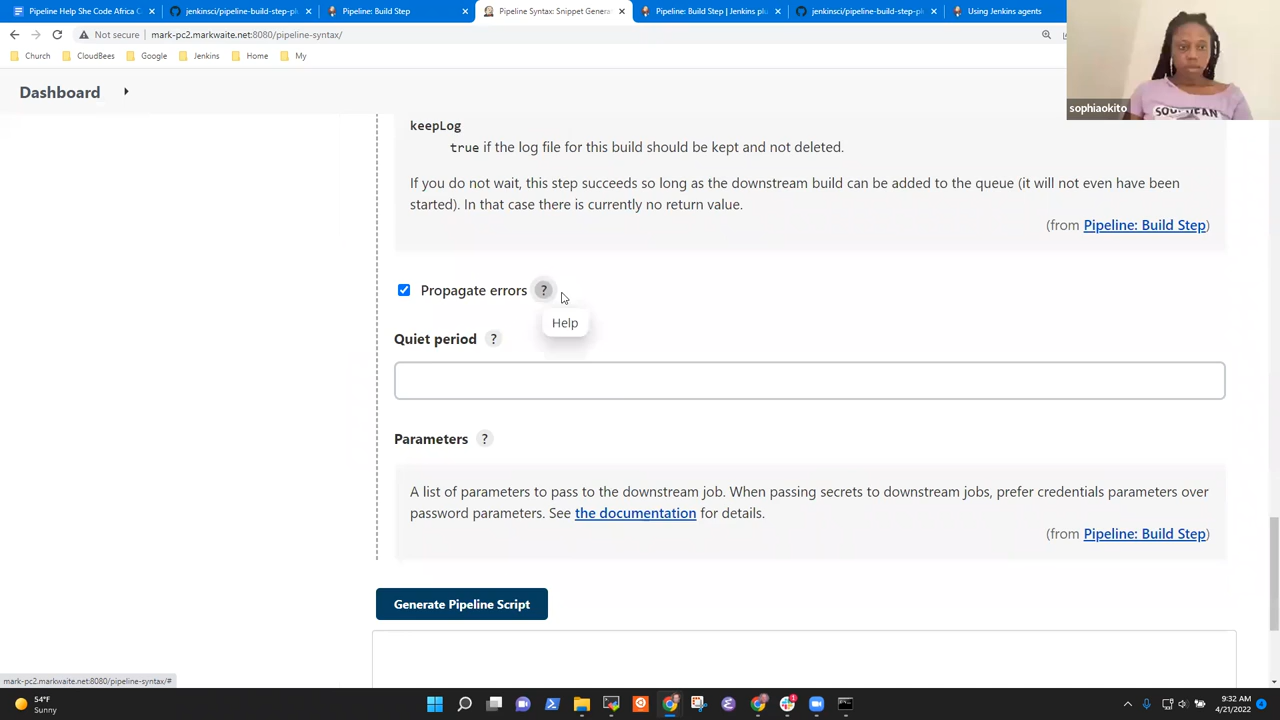 Pipeline Help She Code Africa C
jenkinsci/pipeline-build-step-pl
Pipeline: Build Step
Pipeline Syntax: Snippet Genera
Pipeline: Build Step | Jenkins plu
jenkinsci/pipeline-build-step-pl
Using Jenkins agents
Not secure
mark-pc2.markwaite.net:8080/pipeline-syntax/
Church
CloudBees
Google
Jenkins
Home
My
sophiaokito
Dashboard
keepLog
true if the log file for this build should be kept and not deleted.
If you do not wait, this step succeeds so long as the downstream build can be added to the queue (it will not even have been
started). In that case there is currently no return value.
(from Pipeline: Build Step)
Propagate errors ?
Help
Quiet period ?
Parameters ?
A list of parameters to pass to the downstream job. When passing secrets to downstream jobs, prefer credentials parameters over
password parameters. See the documentation for details.
(from Pipeline: Build Step)
Generate Pipeline Script
mark-pc2.markwaite.net:8080/pipeline-syntax/#
54°F
Sunny
9:32 AM
4/21/2022